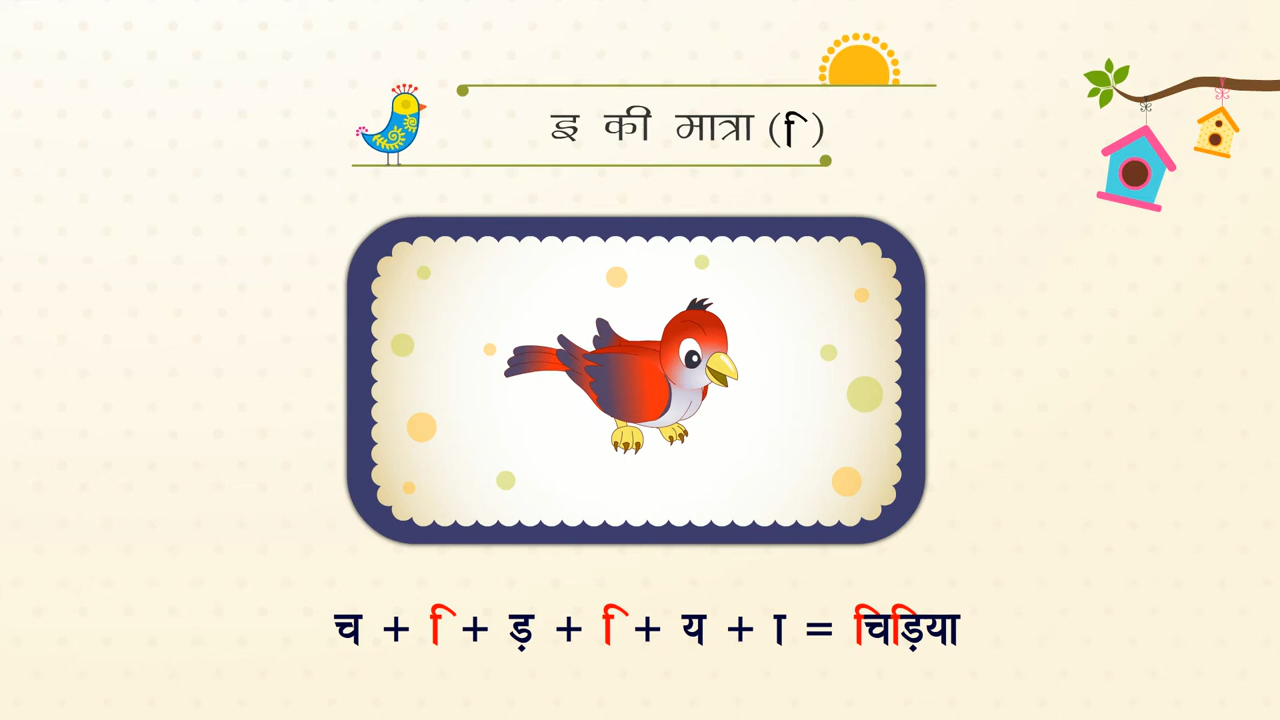 इ की मात्रा (ि)
च + ि + ड़ + ि + य + ा = चिड़िया